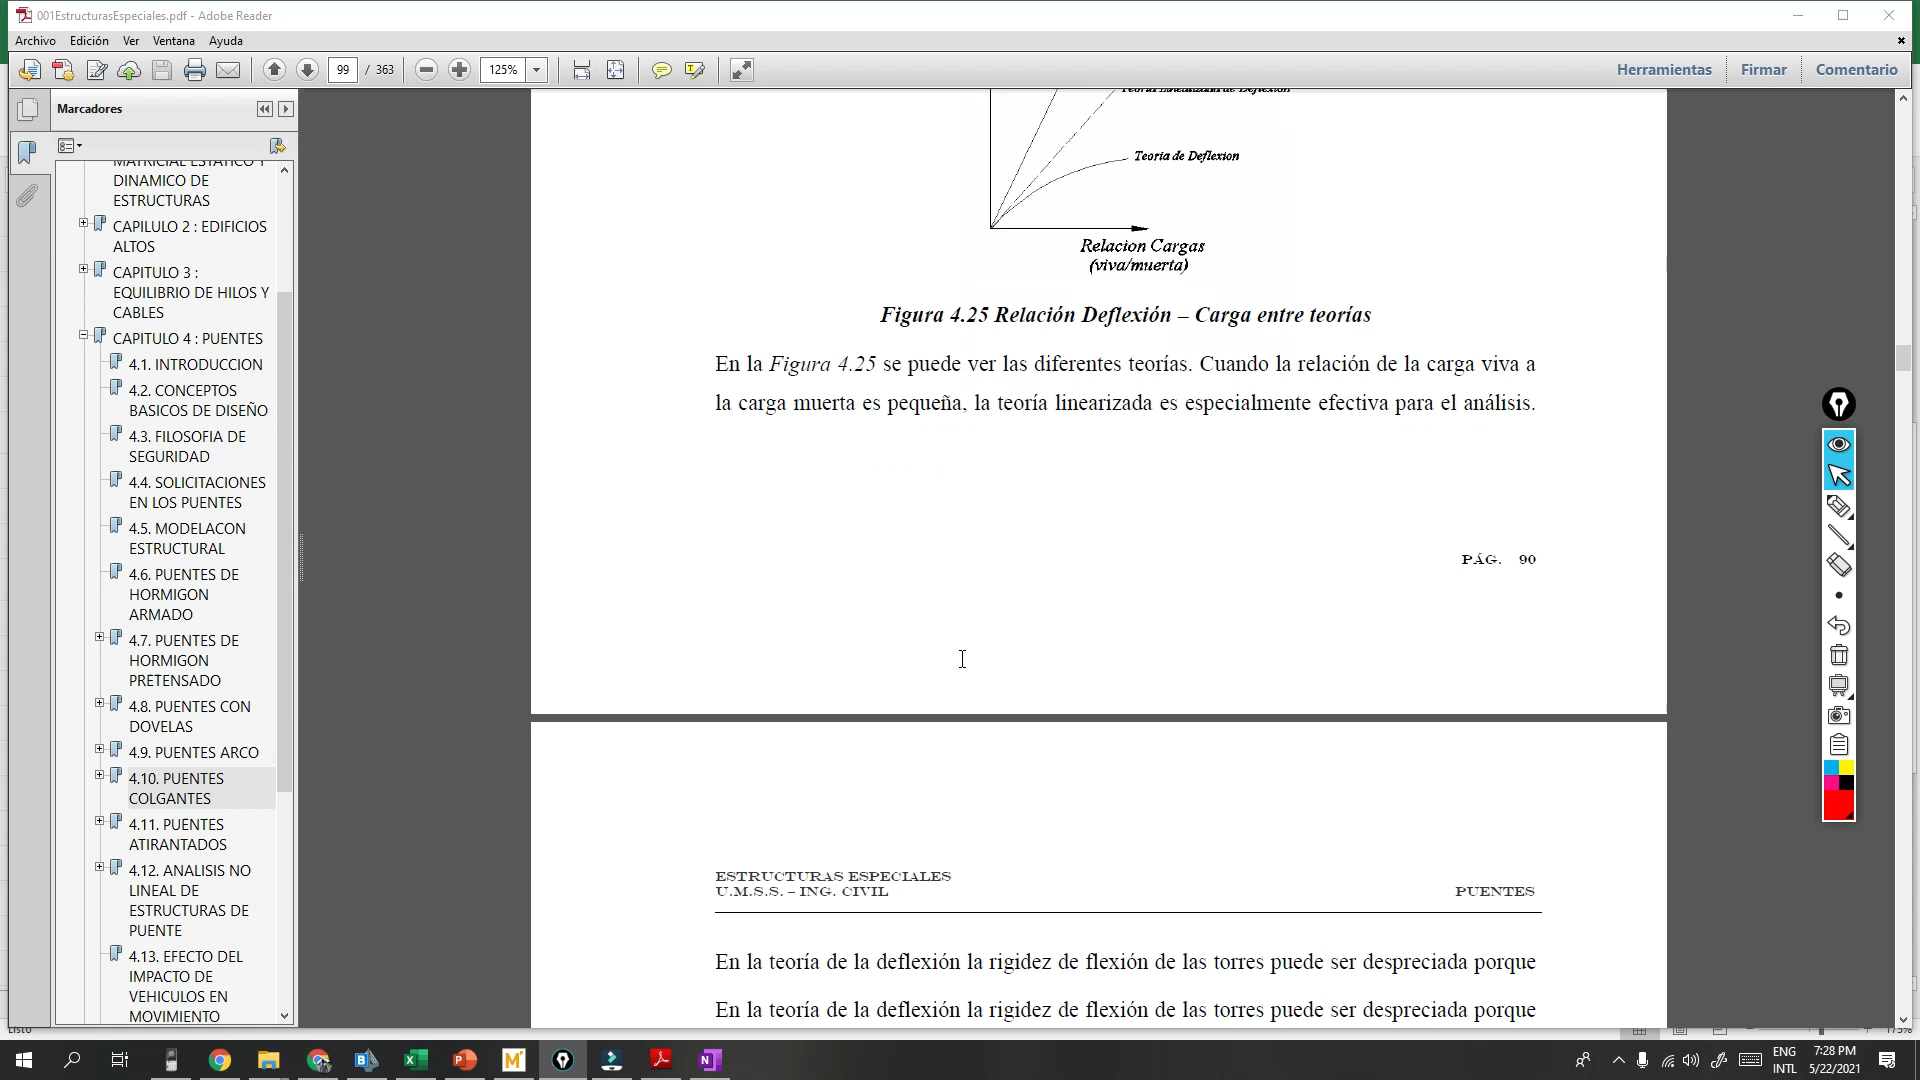 001EstructurasEspeciales.pdf - Adobe Reader
Archivo Edición Ver Ventana Ayuda
99 / 363 125% Herramientas Firmar Comentario
Marcadores
MATRICIAL ESTATICO Y
DINAMICO DE
ESTRUCTURAS
CAPILULO 2 : EDIFICIOS
ALTOS
CAPITULO 3 :
EQUILIBRIO DE HILOS Y
CABLES
CAPITULO 4 : PUENTES
4.1. INTRODUCCION
4.2. CONCEPTOS
BASICOS DE DISEÑO
4.3. FILOSOFIA DE
SEGURIDAD
4.4. SOLICITACIONES
EN LOS PUENTES
4.5. MODELACON
ESTRUCTURAL
4.6. PUENTES DE
HORMIGON
ARMADO
4.7. PUENTES DE
HORMIGON
PRETENSADO
4.8. PUENTES CON
DOVELAS
4.9. PUENTES ARCO
4.10. PUENTES
COLGANTES
4.11. PUENTES
ATIRANTADOS
4.12. ANALISIS NO
LINEAL DE
ESTRUCTURAS DE
PUENTE
4.13. EFECTO DEL
IMPACTO DE
VEHICULOS EN
MOVIMIENTO
Teoria Linealizada de Deflexion
Teoria de Deflexion
Relacion Cargas
(viva/muerta)
Figura 4.25 Relación Deflexión – Carga entre teorías
En la Figura 4.25 se puede ver las diferentes teorías. Cuando la relación de la carga viva a
la carga muerta es pequeña, la teoría linearizada es especialmente efectiva para el análisis.
PÁG. 90
ESTRUCTURAS ESPECIALES
U.M.S.S. – ING. CIVIL PUENTES
En la teoría de la deflexión la rigidez de flexión de las torres puede ser despreciada porque
En la teoría de la deflexión la rigidez de flexión de las torres puede ser despreciada porque
Listo
ENG
INTL
7:28 PM
5/22/2021